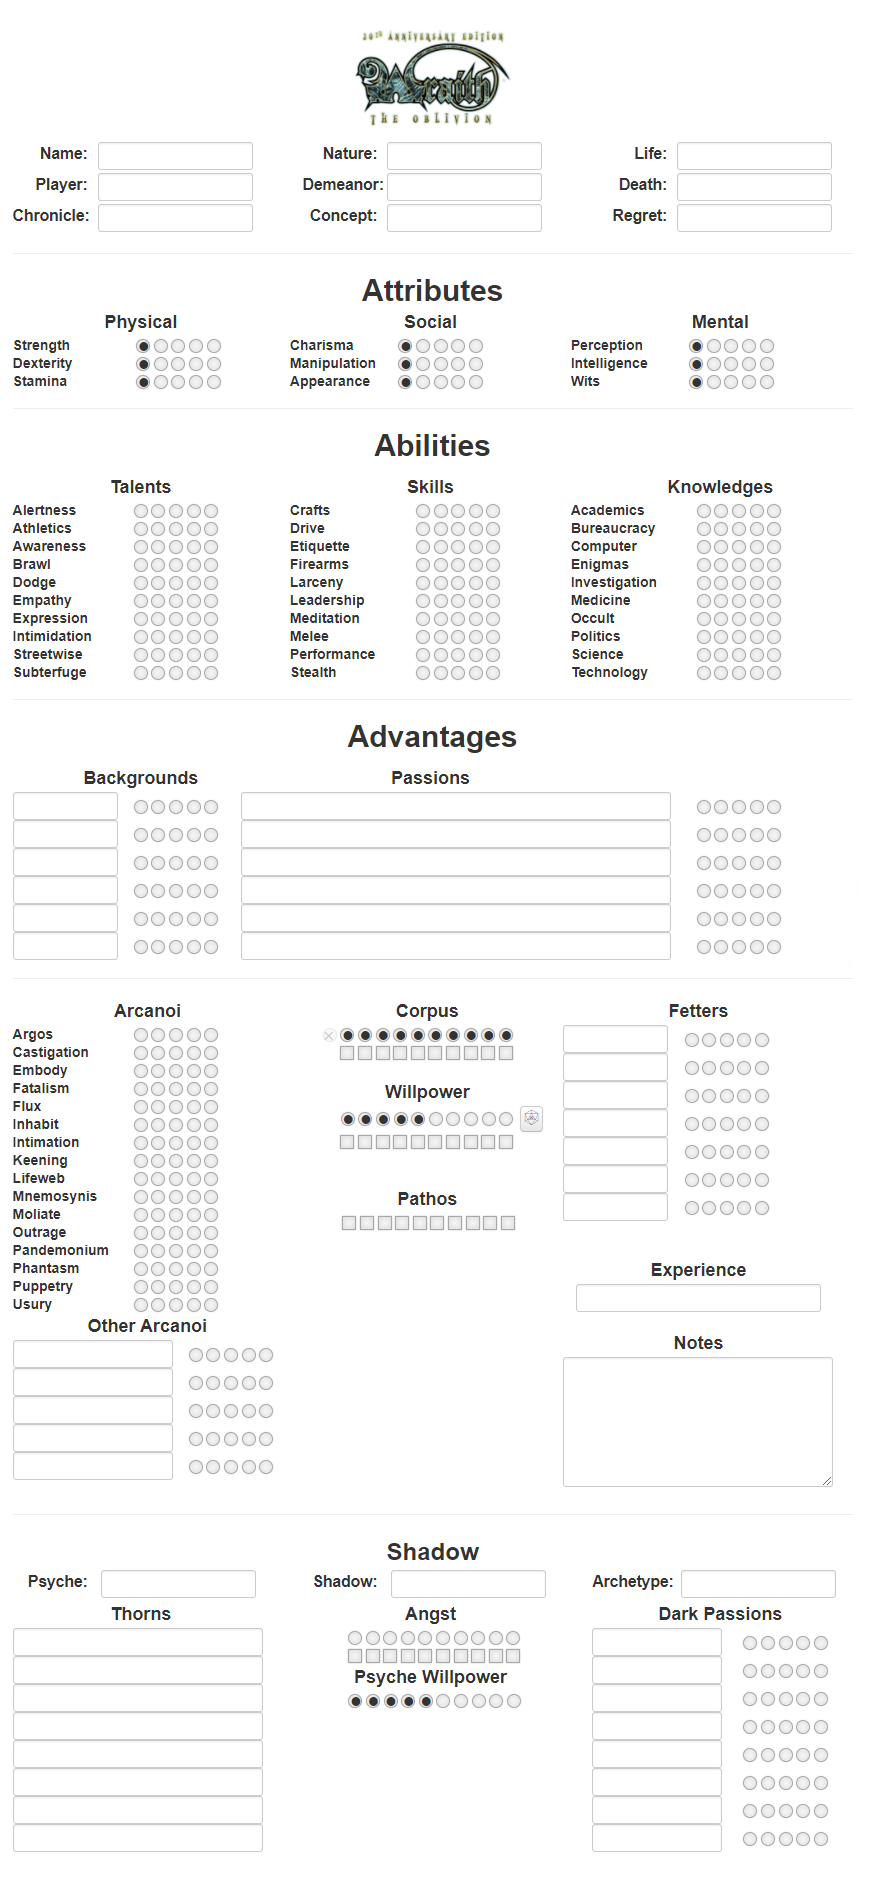 20th ANNIVERSARY EDITION
Wraith
THE OBLIVION
Name: Nature: Life:
Player: Demeanor: Death:
Chronicle: Concept: Regret:
Attributes
Physical Social Mental
Strength Charisma Perception
Dexterity Manipulation Intelligence
Stamina Appearance Wits
Abilities
Talents Skills Knowledges
Alertness Crafts Academics
Athletics Drive Bureaucracy
Awareness Etiquette Computer
Brawl Firearms Enigmas
Dodge Larceny Investigation
Empathy Leadership Medicine
Expression Meditation Occult
Intimidation Melee Politics
Streetwise Performance Science
Subterfuge Stealth Technology
Advantages
Backgrounds Passions
Arcanoi Corpus Fetters
Argos
Castigation
Embody
Fatalism
Willpower
Flux
Inhabit
Intimation
Keening
Lifeweb
Mnemosynis
Pathos
Moliate
Outrage
Pandemonium
Phantasm
Experience
Puppetry
Usury
Other Arcanoi
Notes
Shadow
Psyche: Shadow: Archetype:
Thorns Angst Dark Passions
Psyche Willpower